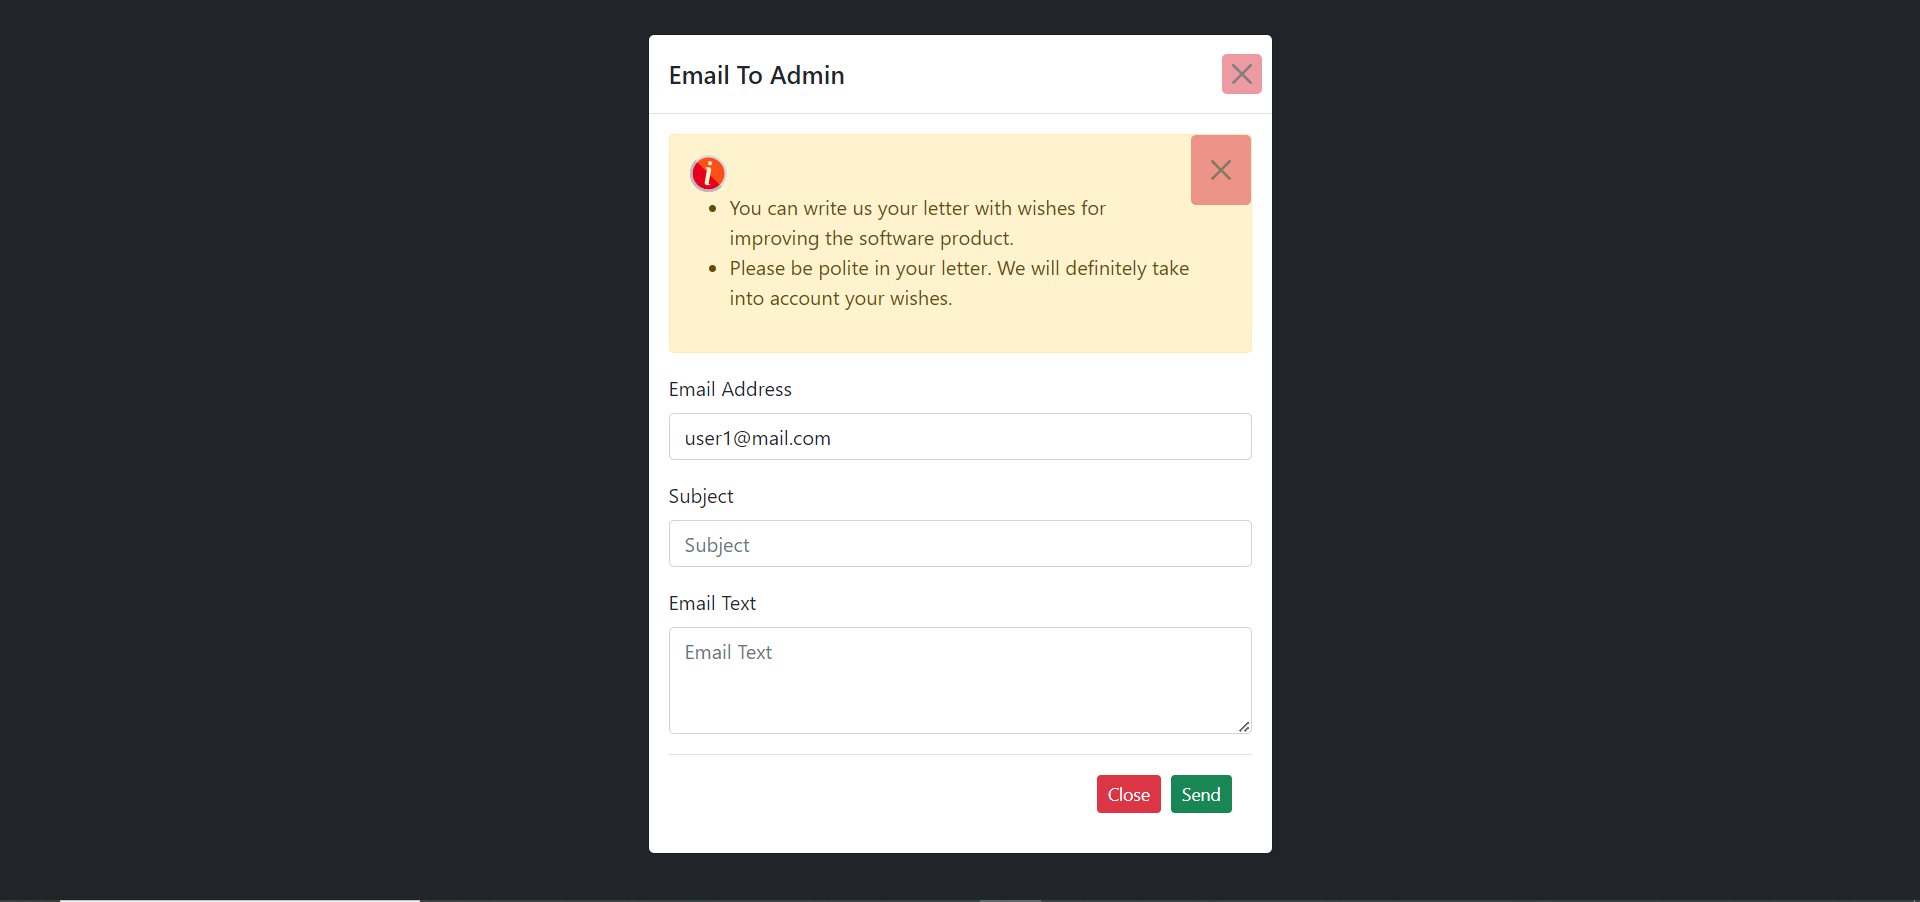 Email To Admin
You can write us your letter with wishes for
improving the software product.
Please be polite in your letter. We will definitely take
into account your wishes.
Email Address
user1@mail.com
Subject
Subject
Email Text
Email Text
Close Send